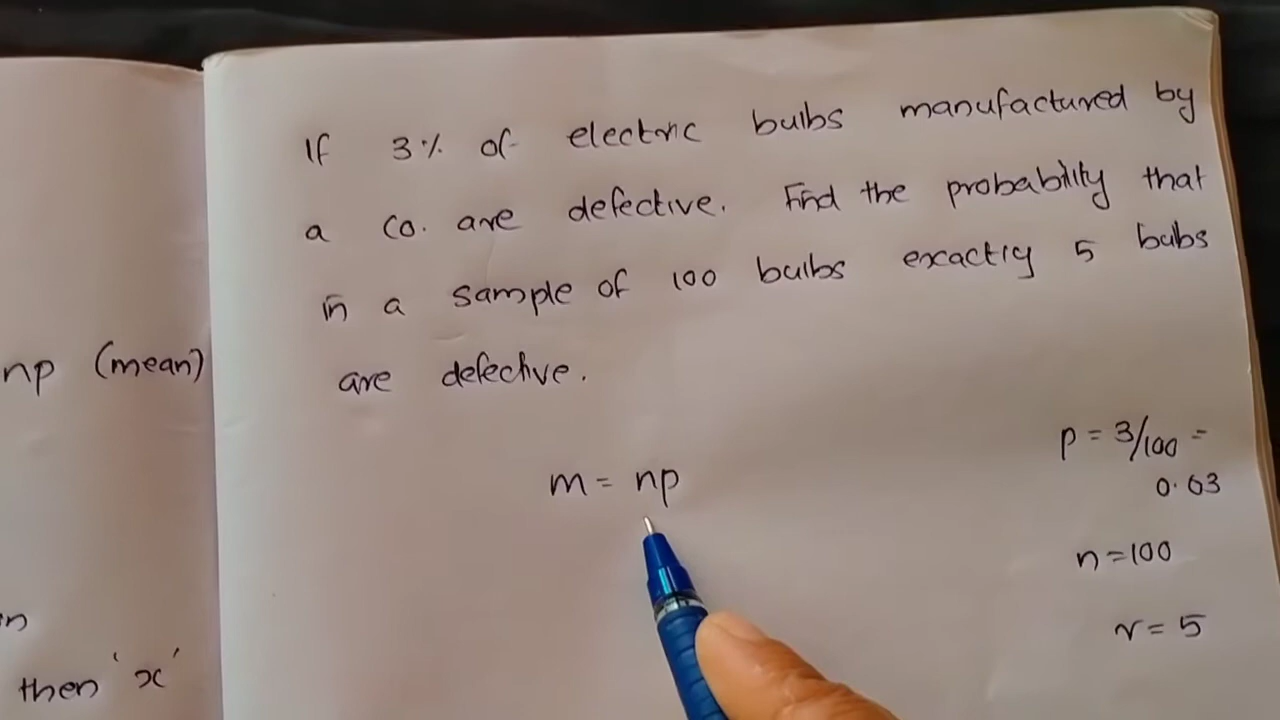 If 3% of electric bulbs manufactured by
a co. are defective. Find the probability that
in a sample of 100 bulbs exactly 5 bubs
are defective.
np (mean)
m = np
p = 3/100 =
0.03
n = 100
r = 5
then 'x'